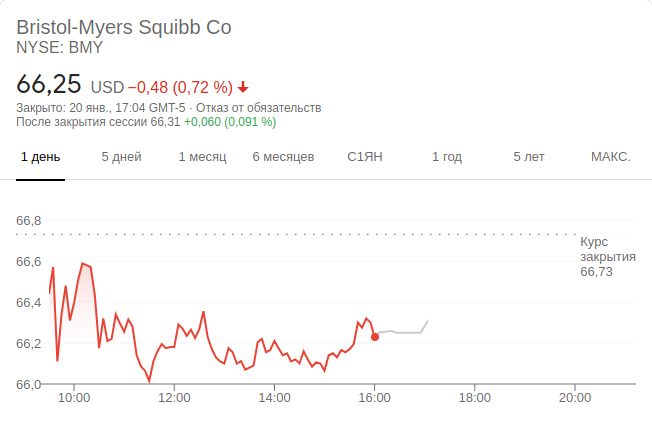 Bristol-Myers Squibb Co
NYSE: BMY
66,25 USD −0,48 (0,72 %)
Закрыто: 20 янв., 17:04 GMT-5 · Отказ от обязательств
После закрытия сессии 66,31 +0,060 (0,091 %)
1 день 5 дней 1 месяц 6 месяцев С1ЯН 1 год 5 лет МАКС.
66,8
Курс
закрытия
66,73
66,6
66,4
66,2
66,0
10:00 12:00 14:00 16:00 18:00 20:00